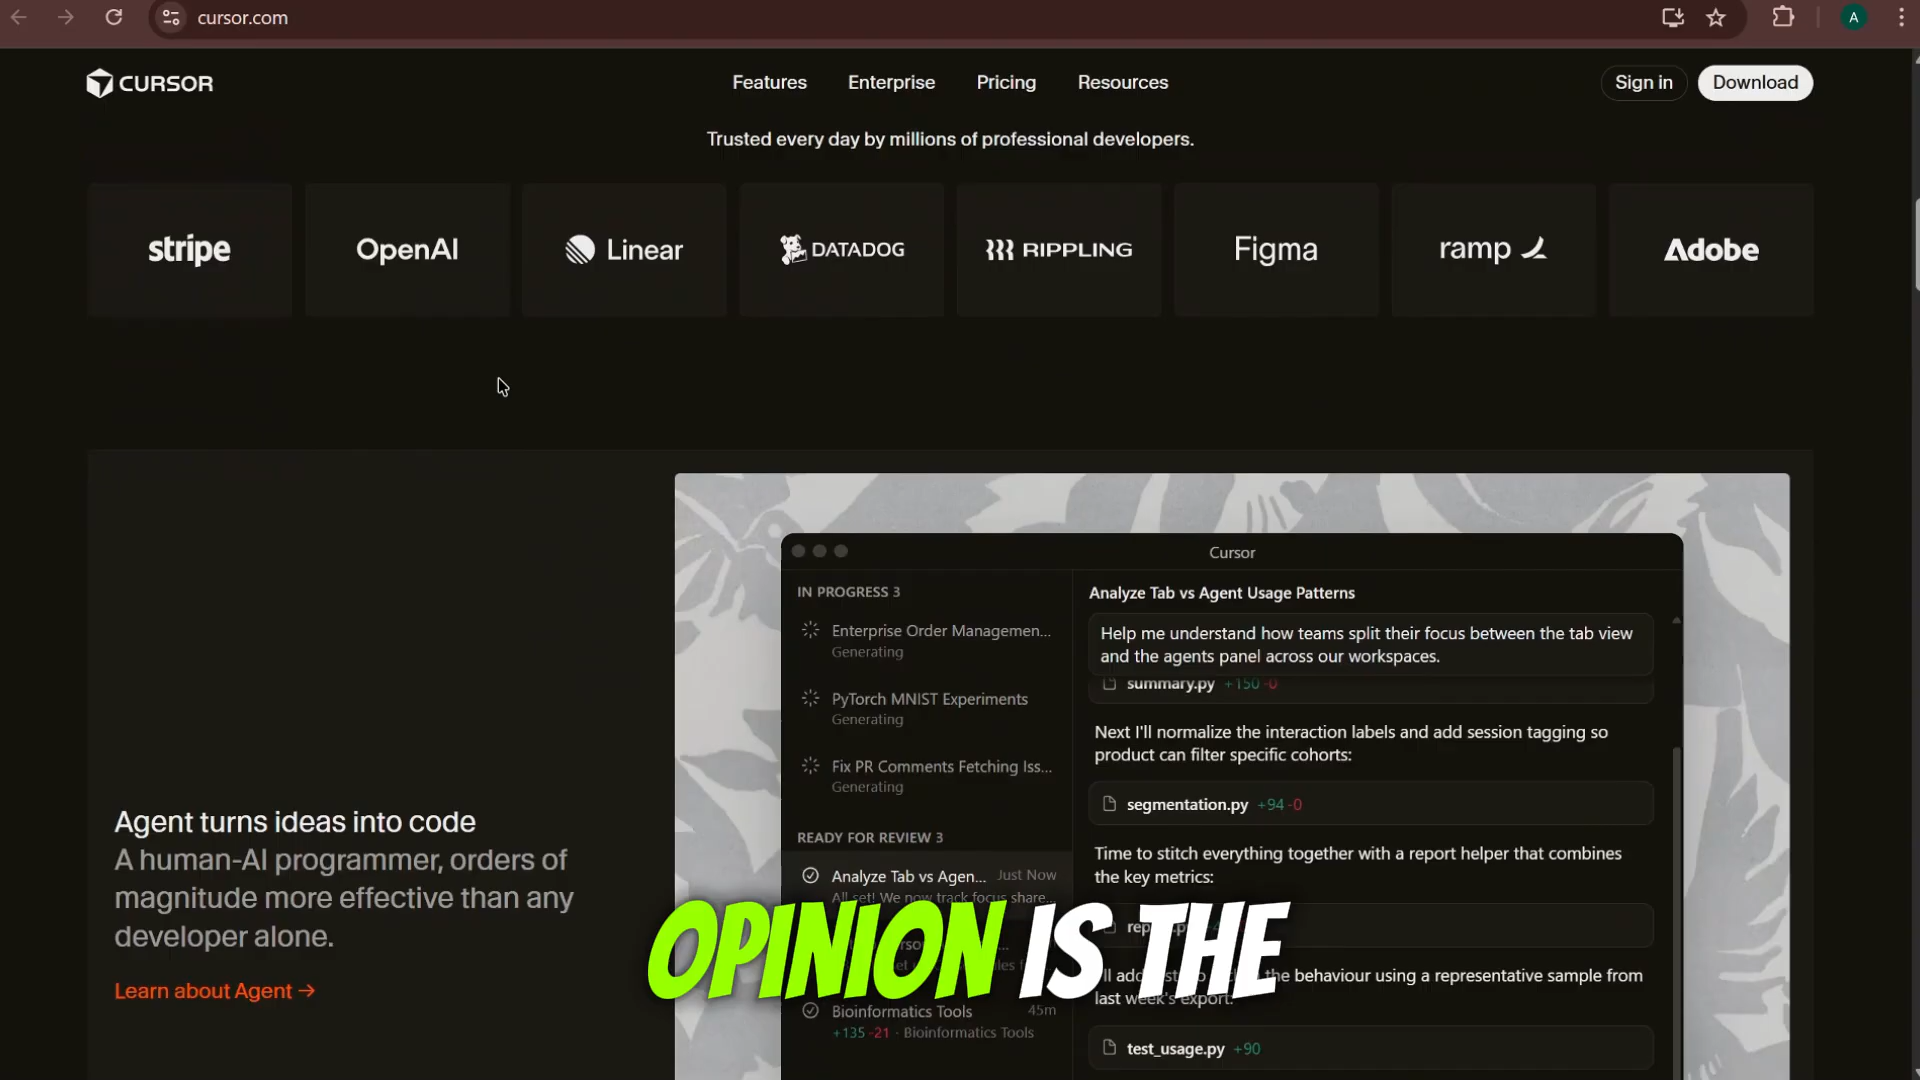 cursor.com
A
CURSOR
Features
Enterprise
Pricing
Resources
Sign in
Download
Trusted every day by millions of professional developers.
stripe
OpenAI
Linear
DATADOG
RIPPLING
Figma
ramp
Adobe
Cursor
IN PROGRESS 3
Enterprise Order Managemen...
Generating
PyTorch MNIST Experiments
Generating
Fix PR Comments Fetching Iss...
Generating
READY FOR REVIEW 3
Analyze Tab vs Agen... Just Now
All set! We now track focus share...
Bioinformatics Tools 45m
+135 -21 · Bioinformatics Tools
Analyze Tab vs Agent Usage Patterns
Help me understand how teams split their focus between the tab view
and the agents panel across our workspaces.
summary.py +150 -0
Next I'll normalize the interaction labels and add session tagging so
product can filter specific cohorts:
segmentation.py +94 -0
Time to stitch everything together with a report helper that combines
the key metrics:
the behaviour using a representative sample from
last week's export:
test_usage.py +90
Agent turns ideas into code
A human-AI programmer, orders of
magnitude more effective than any
developer alone.
Learn about Agent →
OPINION IS THE